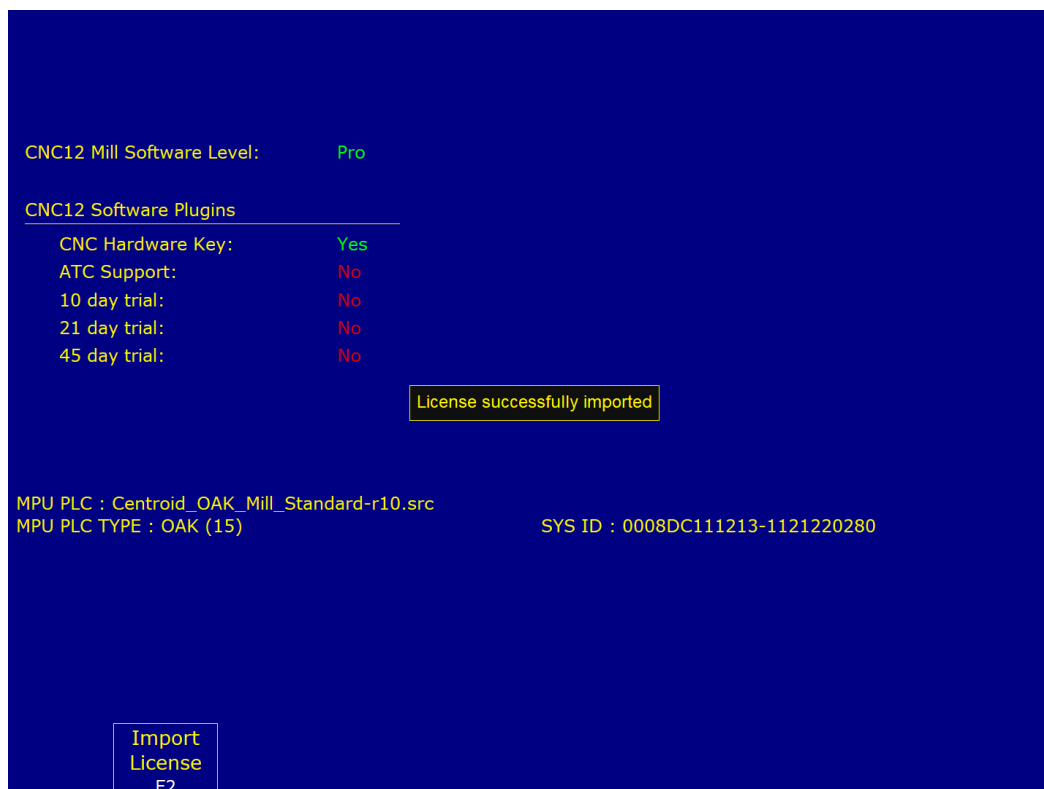 CNC12 Mill Software Level: Pro
CNC12 Software Plugins
CNC Hardware Key: Yes
ATC Support: No
10 day trial: No
21 day trial: No
45 day trial: No
License successfully imported
MPU PLC : Centroid_OAK_Mill_Standard-r10.src
MPU PLC TYPE : OAK (15) SYS ID : 0008DC111213-1121220280
Import
License
F2